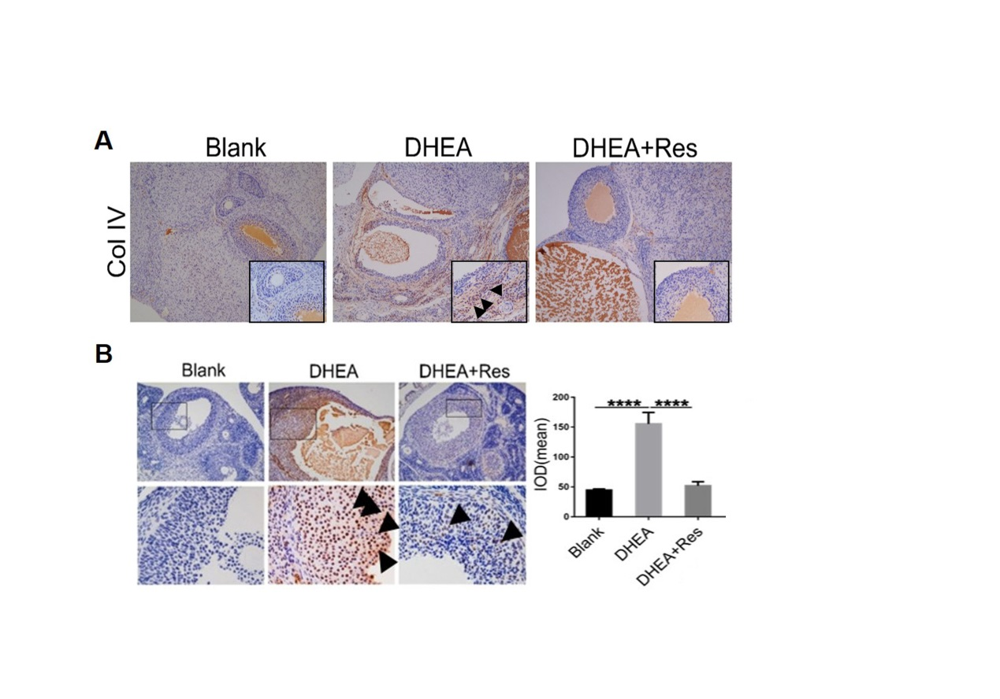 A
Blank DHEA DHEA+Res
Col IV
B
Blank DHEA DHEA+Res
200
150
100
50
0
IOD(mean)
**** ****
Blank DHEA DHEA+Res